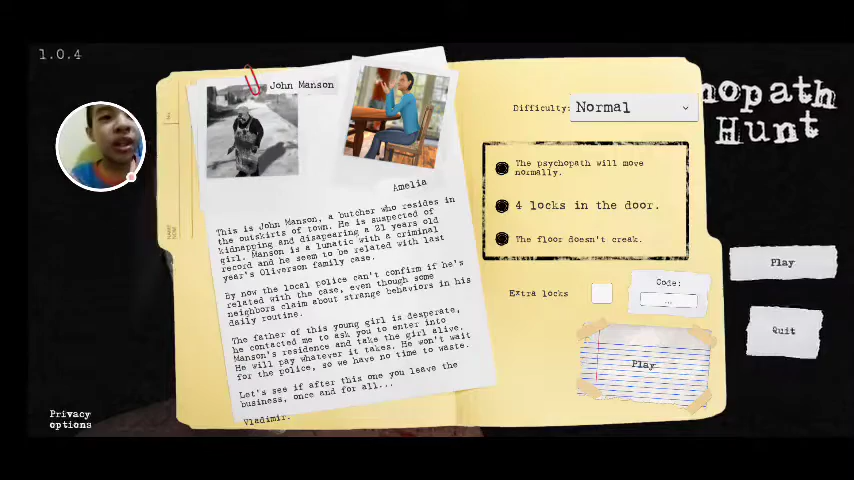 1.0.4
John Manson
Amelia
This is John Manson, a butcher who resides in
the outskirts of town. He is suspected of
kidnapping and disapearing a 21 years old
girl. Manson is a lunatic with a criminal
record and he seem to be related with last
year's Oliverson family case.
By now the local police can't confirm if he's
related with the case, even though some
neighbors claim about strange behaviors in his
daily routine.
The father of this young girl is desperate,
he contacted me to ask you to enter into
Manson's residence and take the girl alive.
He will pay whatever it takes. He won't wait
for the police, so we have no time to waste.
Let's see if after this one you leave the
business, once and for all...
Vladimir.
Difficulty: Normal
The psychopath will move
normally.
4 locks in the door.
The floor doesn't creak.
Extra locks
Code:
...
Play
opath
Hunt
Play
Quit
Privacy
options